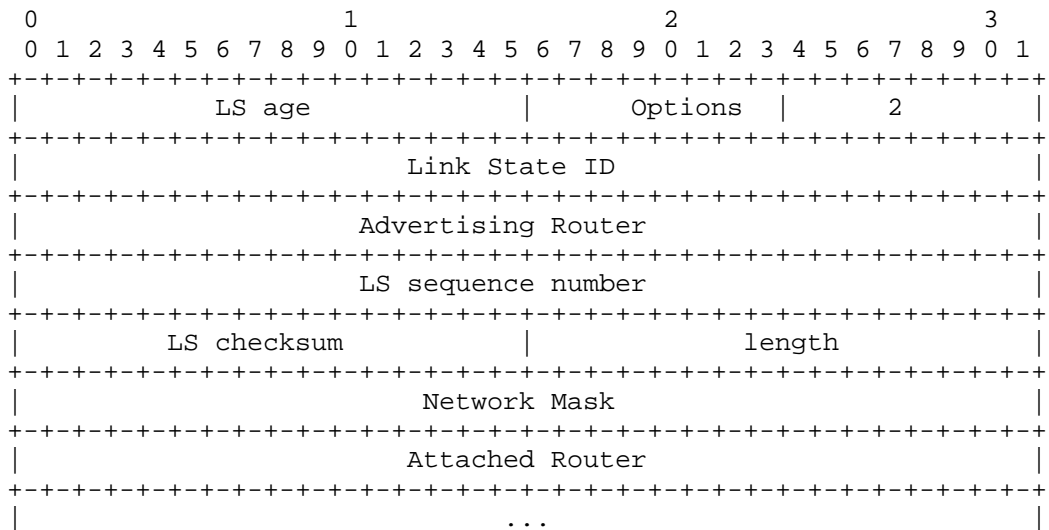 0                   1                   2                   3
0 1 2 3 4 5 6 7 8 9 0 1 2 3 4 5 6 7 8 9 0 1 2 3 4 5 6 7 8 9 0 1
+-+-+-+-+-+-+-+-+-+-+-+-+-+-+-+-+-+-+-+-+-+-+-+-+-+-+-+-+-+-+-+-+
|            LS age             |      Options  |      2        |
+-+-+-+-+-+-+-+-+-+-+-+-+-+-+-+-+-+-+-+-+-+-+-+-+-+-+-+-+-+-+-+-+
|                        Link State ID                          |
+-+-+-+-+-+-+-+-+-+-+-+-+-+-+-+-+-+-+-+-+-+-+-+-+-+-+-+-+-+-+-+-+
|                     Advertising Router                        |
+-+-+-+-+-+-+-+-+-+-+-+-+-+-+-+-+-+-+-+-+-+-+-+-+-+-+-+-+-+-+-+-+
|                     LS sequence number                        |
+-+-+-+-+-+-+-+-+-+-+-+-+-+-+-+-+-+-+-+-+-+-+-+-+-+-+-+-+-+-+-+-+
|         LS checksum           |             length            |
+-+-+-+-+-+-+-+-+-+-+-+-+-+-+-+-+-+-+-+-+-+-+-+-+-+-+-+-+-+-+-+-+
|                         Network Mask                          |
+-+-+-+-+-+-+-+-+-+-+-+-+-+-+-+-+-+-+-+-+-+-+-+-+-+-+-+-+-+-+-+-+
|                        Attached Router                        |
+-+-+-+-+-+-+-+-+-+-+-+-+-+-+-+-+-+-+-+-+-+-+-+-+-+-+-+-+-+-+-+-+
|                              ...                              |